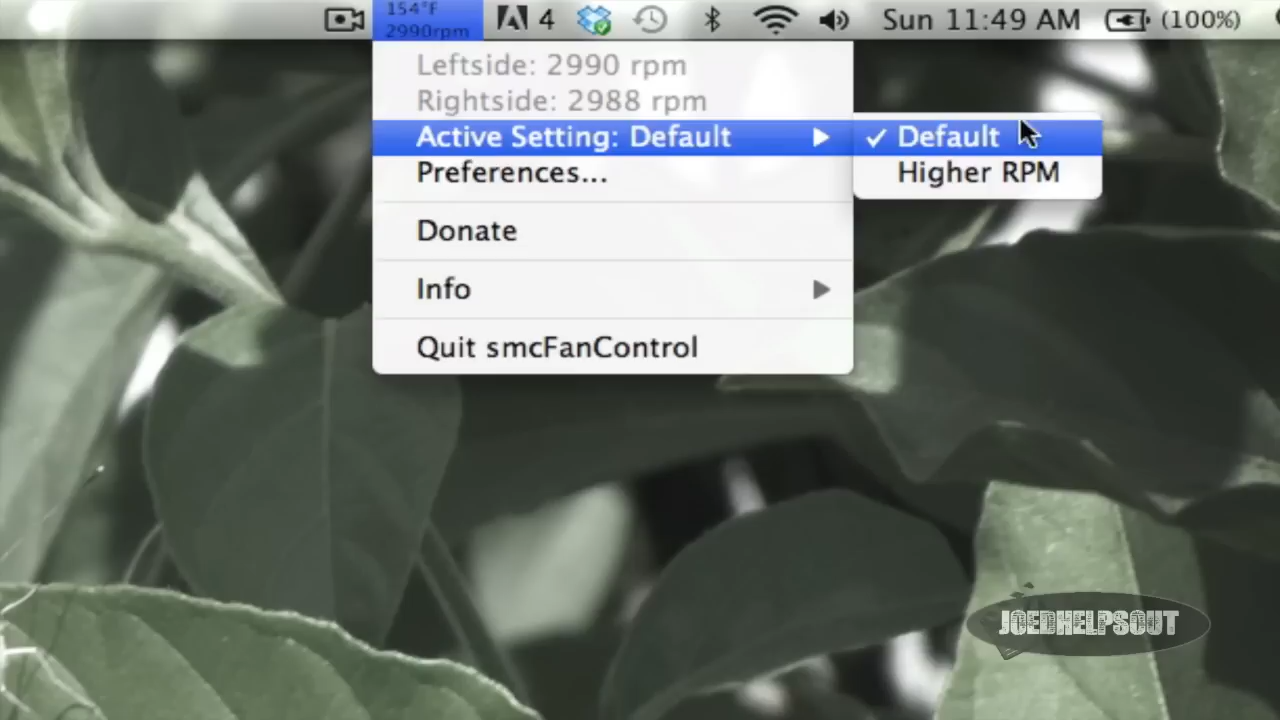 154°F
2990rpm
4
Sun 11:49 AM
(100%)
Leftside: 2990 rpm
Rightside: 2988 rpm
Active Setting: Default
Default
Higher RPM
Preferences...
Donate
Info
Quit smcFanControl
JOEDHELPSOUT